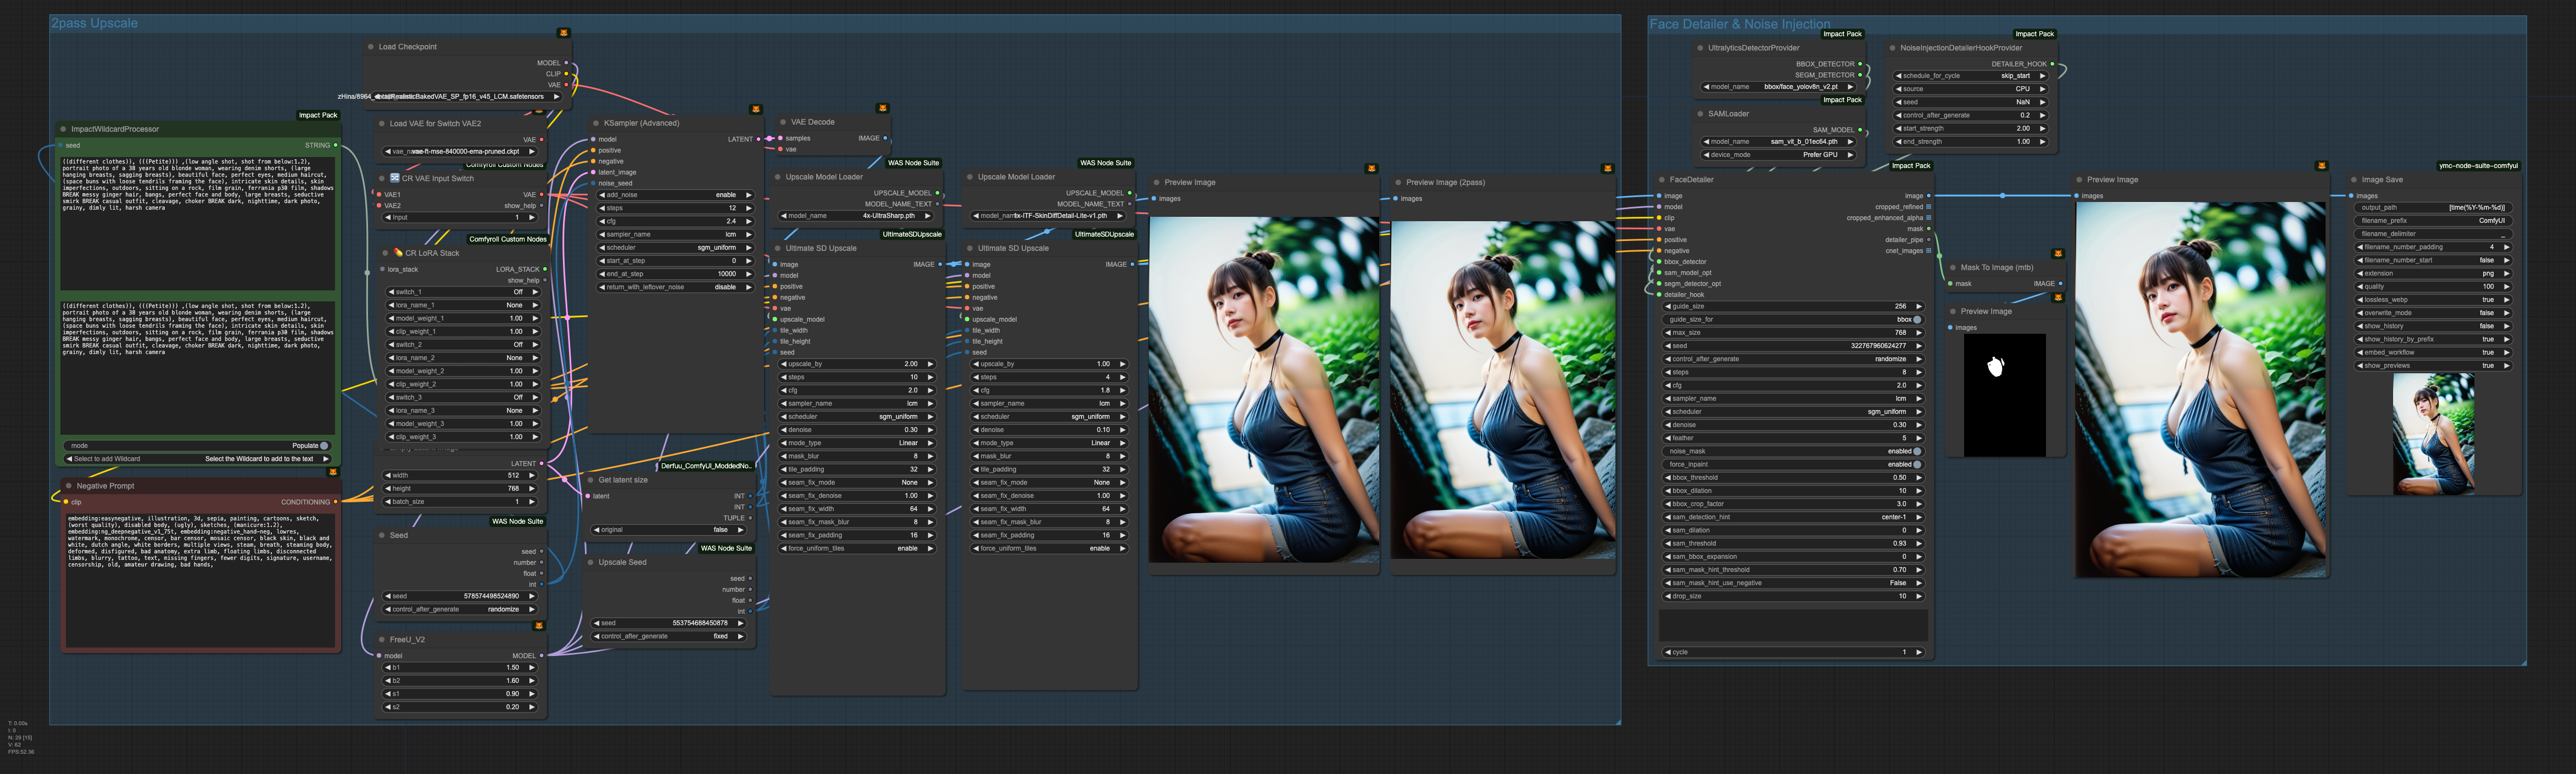 2pass Upscale
Load Checkpoint
MODEL
CLIP
VAE
Impact Pack
ImpactWildcardProcessor
seed
STRING
((different clothes)), (((Petite))) ,(low angle shot, shot from below:1.2),
portrait photo of a 38 years old blonde woman, wearing denim shorts, (large
hanging breasts, sagging breasts), beautiful face, perfect eyes, medium haircut,
(space buns with loose tendrils framing the face), intricate skin details, skin
imperfections, outdoors, sitting on a rock, film grain, ferrania p30 film, shadows
BREAK messy ginger hair, bangs, perfect face and body, large breasts, seductive
smirk BREAK casual outfit, cleavage, choker BREAK dark, nighttime, dark photo,
grainy, dimly lit, harsh camera
((different clothes)), (((Petite))) ,(low angle shot, shot from below:1.2),
portrait photo of a 38 years old blonde woman, wearing denim shorts, (large
hanging breasts, sagging breasts), beautiful face, perfect eyes, medium haircut,
(space buns with loose tendrils framing the face), intricate skin details, skin
imperfections, outdoors, sitting on a rock, film grain, ferrania p30 film, shadows
BREAK messy ginger hair, bangs, perfect face and body, large breasts, seductive
smirk BREAK casual outfit, cleavage, choker BREAK dark, nighttime, dark photo,
grainy, dimly lit, harsh camera
mode Populate
Select to add Wildcard Select the Wildcard to add to the text
Negative Prompt
clip CONDITIONING
embedding:easynegative, illustration, 3d, sepia, painting, cartoons, sketch,
(worst quality), disabled body, (ugly), sketches, (manicure:1.2),
embedding:ng_deepnegative_v1_75t, embedding:negative_hand-neg, lowres,
watermark, monochrome, censor, bar censor, mosaic censor, black skin, black and
white, dutch angle, white borders, multiple views, steam, breath, steaming body,
deformed, disfigured, bad anatomy, extra limb, floating limbs, disconnected
limbs, blurry, tattoo, text, missing fingers, fewer digits, signature, username,
censorship, old, amateur drawing, bad hands,
Load VAE for Switch VAE2
VAE
Comfyroll Custom Nodes
CR VAE Input Switch
VAE1 VAE
VAE2 show_help
Input 1
Comfyroll Custom Nodes
CR LoRA Stack
lora_stack LORA_STACK
show_help
switch_1 Off
lora_name_1 None
model_weight_1 1.00
clip_weight_1 1.00
switch_2 Off
lora_name_2 None
model_weight_2 1.00
clip_weight_2 1.00
switch_3 Off
lora_name_3 None
model_weight_3 1.00
clip_weight_3 1.00
LATENT
width 512
height 768
batch_size 1
WAS Node Suite
Seed
seed
number
float
int
seed 578574498524890
control_after_generate randomize
FreeU_V2
model MODEL
b1 1.50
b2 1.60
s1 0.90
s2 0.20
KSampler (Advanced)
model LATENT
positive
negative
latent_image
noise_seed
add_noise enable
steps 12
cfg 2.4
sampler_name lcm
scheduler sgm_uniform
start_at_step 0
end_at_step 10000
return_with_leftover_noise disable
Derfuu_ComfyUI_ModdedNo..
Get latent size
latent INT
INT
TUPLE
original false
WAS Node Suite
Upscale Seed
seed
number
float
int
seed 553754688450878
control_after_generate fixed
VAE Decode
samples IMAGE
vae
WAS Node Suite
Upscale Model Loader
UPSCALE_MODEL
MODEL_NAME_TEXT
model_name 4x-UltraSharp.pth
UltimateSDUpscale
Ultimate SD Upscale
image IMAGE
model
positive
negative
vae
upscale_model
tile_width
tile_height
seed
upscale_by 2.00
steps 10
cfg 2.0
sampler_name lcm
scheduler sgm_uniform
denoise 0.30
mode_type Linear
mask_blur 8
tile_padding 32
seam_fix_mode None
seam_fix_denoise 1.00
seam_fix_width 64
seam_fix_mask_blur 8
seam_fix_padding 16
force_uniform_tiles enable
WAS Node Suite
Upscale Model Loader
UPSCALE_MODEL
MODEL_NAME_TEXT
UltimateSDUpscale
Ultimate SD Upscale
image IMAGE
model
positive
negative
vae
upscale_model
tile_width
tile_height
seed
upscale_by 1.00
steps 4
cfg 1.8
sampler_name lcm
scheduler sgm_uniform
denoise 0.10
mode_type Linear
mask_blur 8
tile_padding 32
seam_fix_mode None
seam_fix_denoise 1.00
seam_fix_width 64
seam_fix_mask_blur 8
seam_fix_padding 16
force_uniform_tiles enable
Preview Image
images
Preview Image (2pass)
images
Face Detailer & Noise Injection
Impact Pack
UltralyticsDetectorProvider
BBOX_DETECTOR
SEGM_DETECTOR
model_name bbox/face_yolov8n_v2.pt
Impact Pack
SAMLoader
SAM_MODEL
model_name sam_vit_b_01ec64.pth
device_mode Prefer GPU
Impact Pack
NoiseInjectionDetailerHookProvider
DETAILER_HOOK
schedule_for_cycle skip_start
source CPU
seed NaN
control_after_generate 0.2
start_strength 2.00
end_strength 1.00
Impact Pack
FaceDetailer
image image
model cropped_refined
clip cropped_enhanced_alpha
vae mask
positive detailer_pipe
negative cnet_images
bbox_detector
sam_model_opt
segm_detector_opt
detailer_hook
guide_size 256
guide_size_for bbox
max_size 768
seed 322767960624277
control_after_generate randomize
steps 8
cfg 2.0
sampler_name lcm
scheduler sgm_uniform
denoise 0.30
feather 5
noise_mask enabled
force_inpaint enabled
bbox_threshold 0.50
bbox_dilation 10
bbox_crop_factor 3.0
sam_detection_hint center-1
sam_dilation 0
sam_threshold 0.93
sam_bbox_expansion 0
sam_mask_hint_threshold 0.70
sam_mask_hint_use_negative False
drop_size 10
cycle 1
Mask To Image (mtb)
mask IMAGE
Preview Image
images
Preview Image
images
ymc-node-suite-comfyui
Image Save
images
output_path [time(%Y-%m-%d)]
filename_prefix ComfyUI
filename_delimiter _
filename_number_padding 4
filename_number_start false
extension png
quality 100
lossless_webp true
overwrite_mode false
show_history false
show_history_by_prefix true
embed_workflow true
show_previews true
T: 0.00s
I: 0
N: 29 [15]
V: 62
FPS:52.36